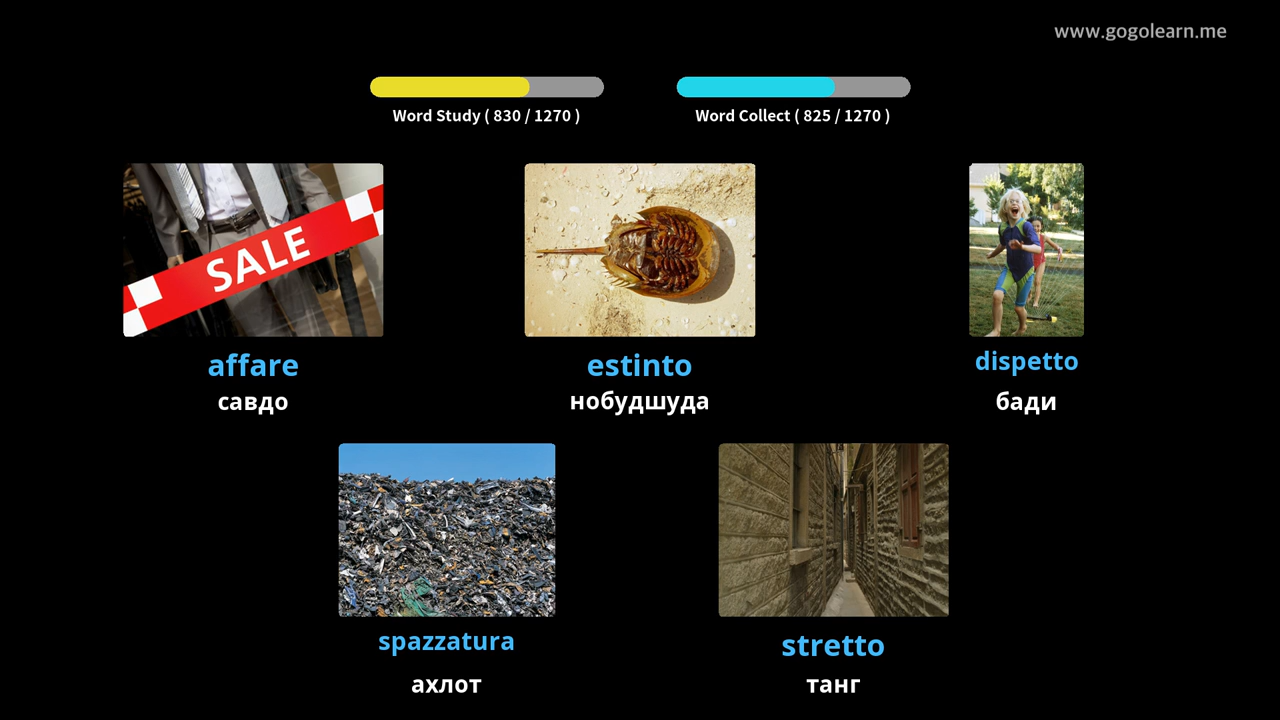 www.gogolearn.me
Word Study ( 830 / 1270 )
Word Collect ( 825 / 1270 )
SALE
affare
савдо
estinto
нобудшуда
dispetto
бади
spazzatura
ахлот
stretto
танг